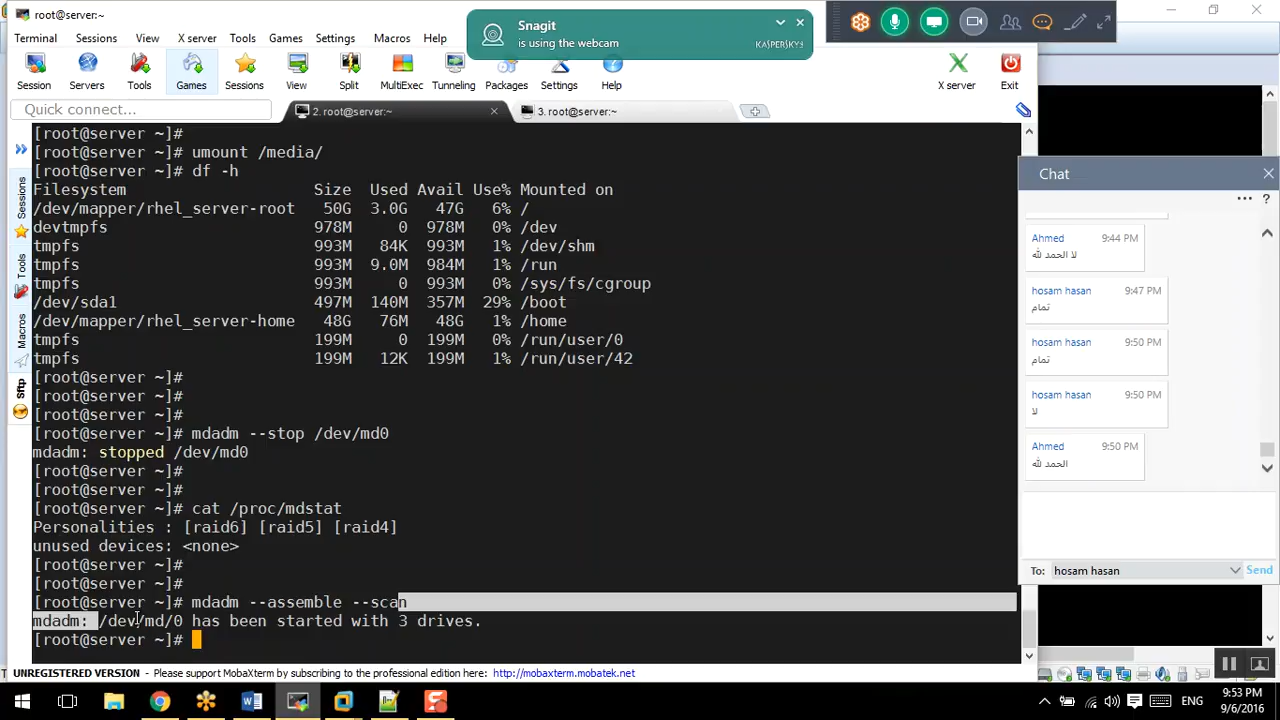 root@server:~
Snagit
is using the webcam
KASPERSKY
Terminal Sessions View X server Tools Games Settings Macros Help
Session Servers Tools Games Sessions View Split MultiExec Tunneling Packages Settings Help X server Exit
Quick connect...
2. root@server:~
3. root@server:~
Sessions
Tools
Macros
Sftp
[root@server ~]#
[root@server ~]# umount /media/
[root@server ~]# df -h
Filesystem Size Used Avail Use% Mounted on
/dev/mapper/rhel_server-root 50G 3.0G 47G 6% /
devtmpfs 978M 0 978M 0% /dev
tmpfs 993M 84K 993M 1% /dev/shm
tmpfs 993M 9.0M 984M 1% /run
tmpfs 993M 0 993M 0% /sys/fs/cgroup
/dev/sda1 497M 140M 357M 29% /boot
/dev/mapper/rhel_server-home 48G 76M 48G 1% /home
tmpfs 199M 0 199M 0% /run/user/0
tmpfs 199M 12K 199M 1% /run/user/42
[root@server ~]#
[root@server ~]#
[root@server ~]#
[root@server ~]# mdadm --stop /dev/md0
mdadm: stopped /dev/md0
[root@server ~]#
[root@server ~]#
[root@server ~]# cat /proc/mdstat
Personalities : [raid6] [raid5] [raid4]
unused devices: <none>
[root@server ~]#
[root@server ~]#
[root@server ~]# mdadm --assemble --scan
mdadm: /dev/md/0 has been started with 3 drives.
[root@server ~]#
Chat
Ahmed 9:44 PM
لا الحمد لله
hosam hasan 9:47 PM
تمام
hosam hasan 9:50 PM
تمام
hosam hasan 9:50 PM
لا
Ahmed 9:50 PM
الحمد لله
To: hosam hasan Send
UNREGISTERED VERSION - Please support MobaXterm by subscribing to the professional edition here: http://mobaxterm.mobatek.net
ENG
9:53 PM
9/6/2016